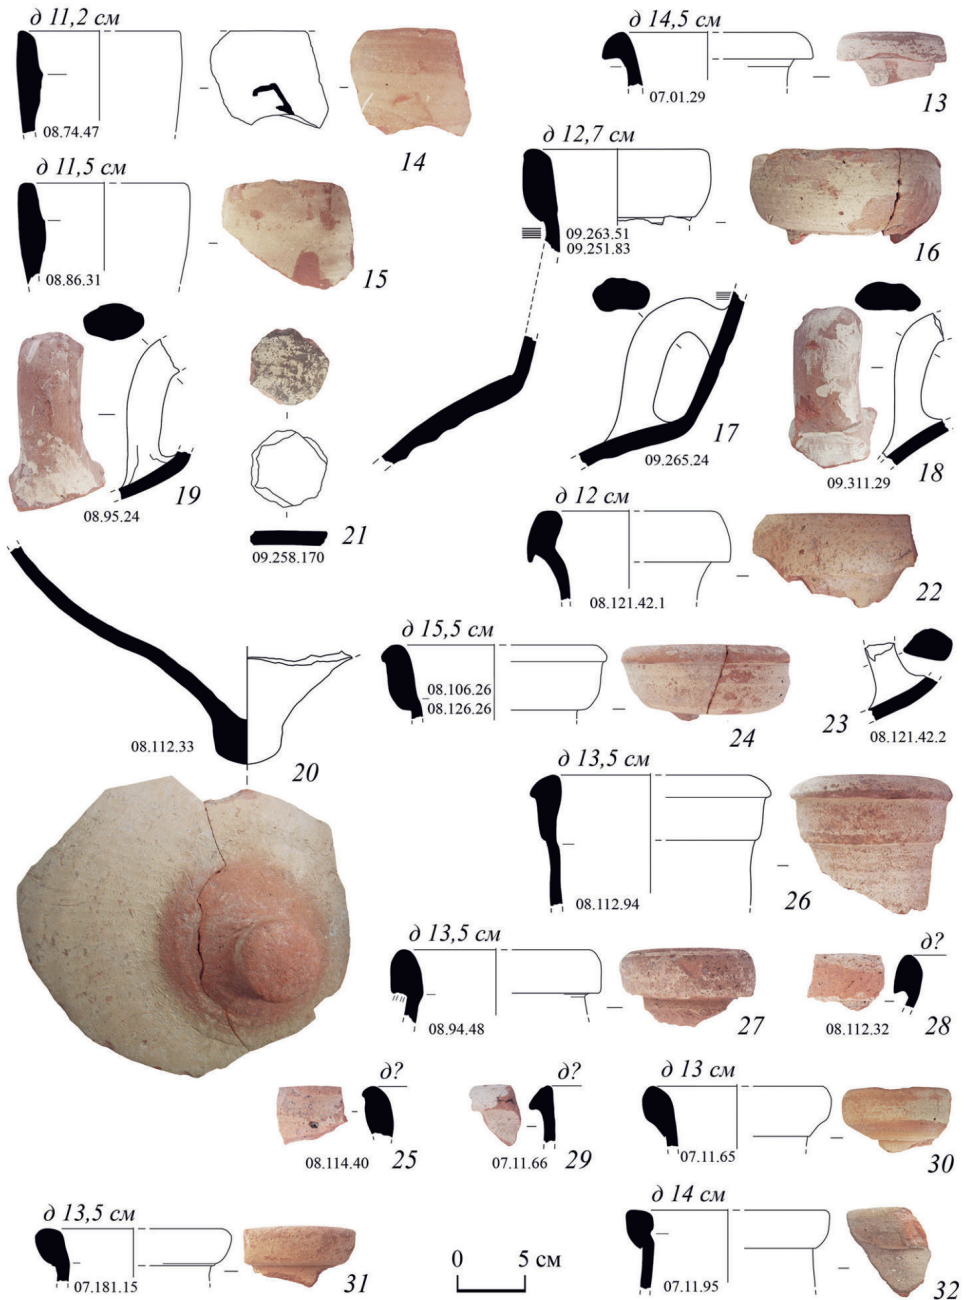 д 11,2 см
08.74.47
14
д 14,5 см
07.01.29
13
д 11,5 см
08.86.31
15
д 12,7 см
09.263.51
09.251.83
16
08.95.24
19
09.258.170
21
09.265.24
17
09.311.29
18
д 12 см
08.121.42.1
22
08.112.33
20
д 15,5 см
08.106.26
08.126.26
24
08.121.42.2
23
д 13,5 см
08.112.94
26
д 13,5 см
08.94.48
27
д?
08.112.32
28
д?
08.114.40
25
д?
07.11.66
29
д 13 см
07.11.65
30
д 13,5 см
07.181.15
31
0 5 см
д 14 см
07.11.95
32